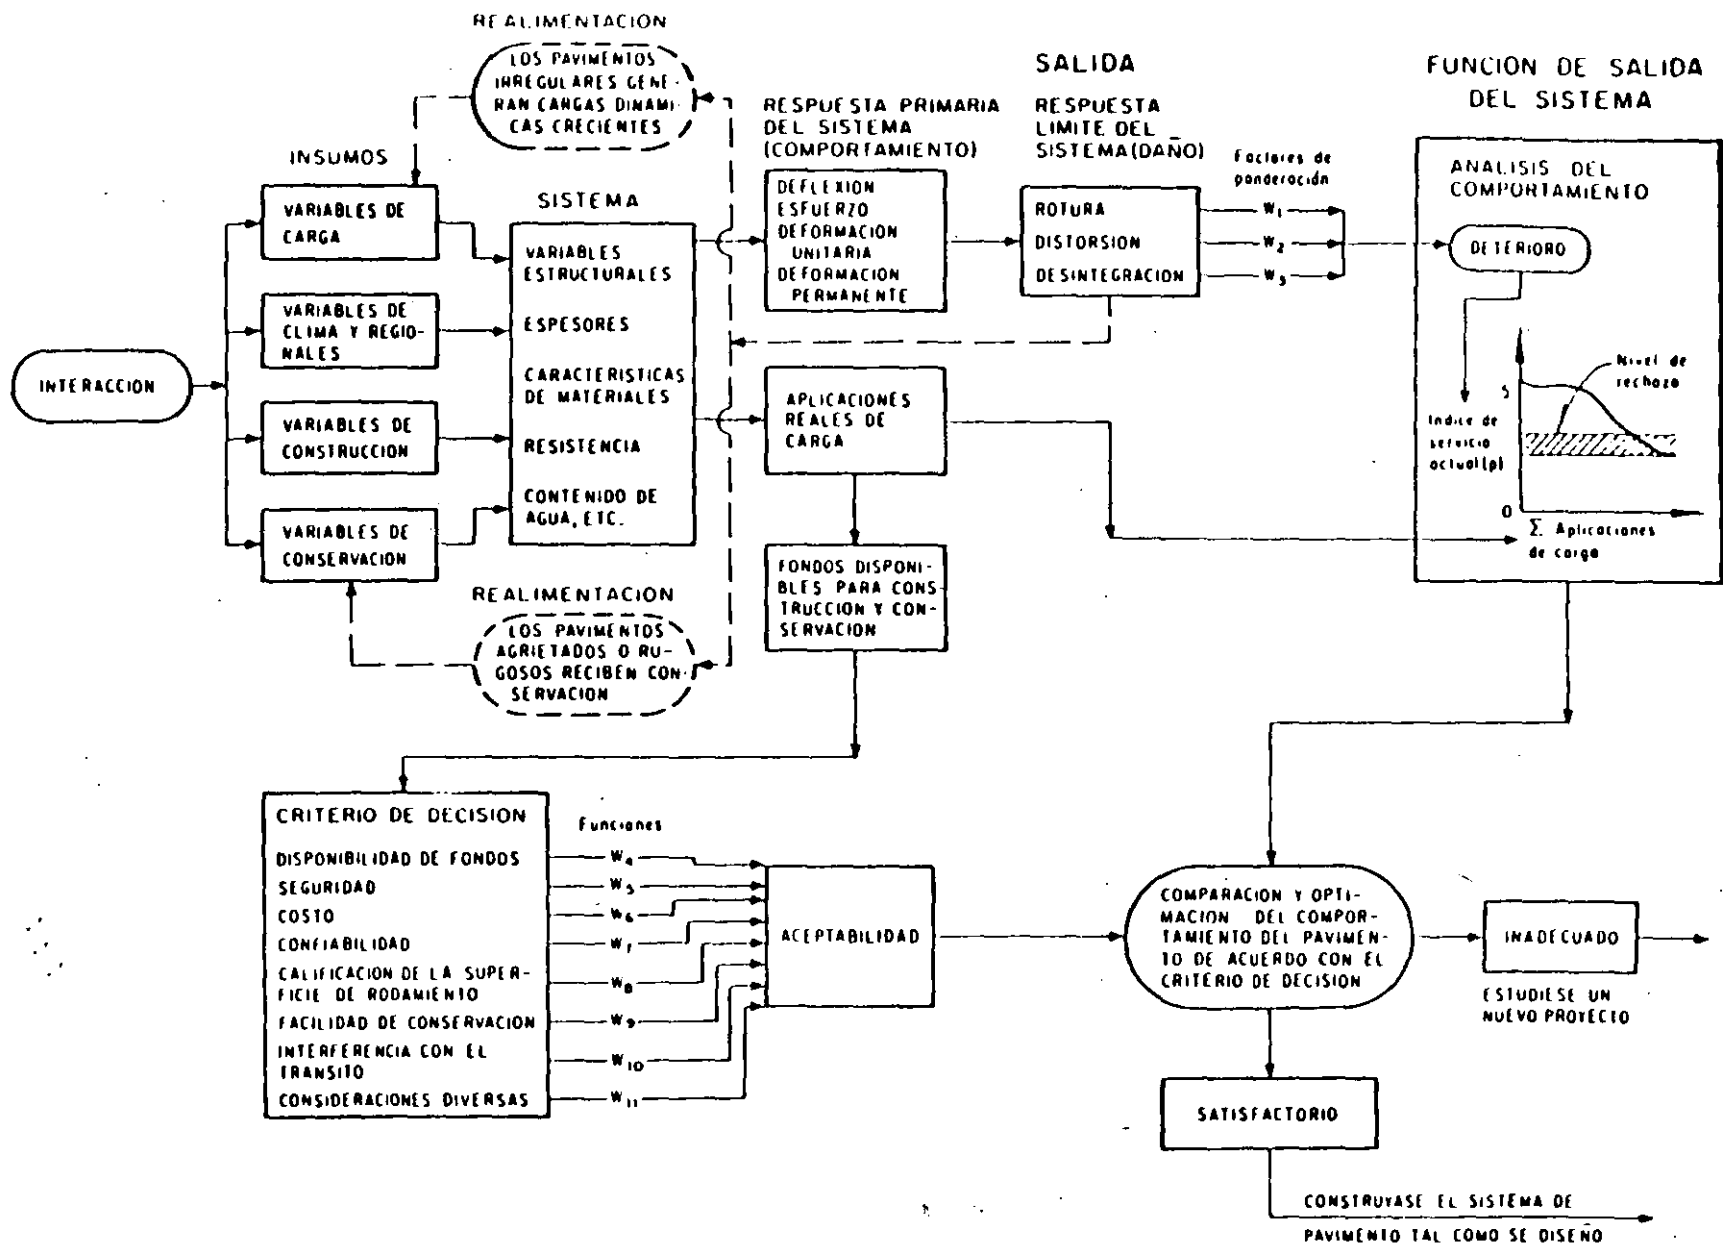 REALIMENTACION
LOS PAVIMENTOS
IRREGULARES GENE-
RAN CARGAS DINAMI-
CAS CRECIENTES
INSUMOS
VARIABLES DE
CARGA
VARIABLES DE
CLIMA Y REGIO-
NALES
INTERACCION
VARIABLES DE
CONSTRUCCION
VARIABLES DE
CONSERVACION
REALIMENTACION
LOS PAVIMENTOS
AGRIETADOS O RU-
GOSOS RECIBEN CON-
SERVACION
SISTEMA
VARIABLES
ESTRUCTURALES
ESPESORES
CARACTERISTICAS
DE MATERIALES
RESISTENCIA
CONTENIDO DE
AGUA, ETC.
RESPUESTA PRIMARIA
DEL SISTEMA
(COMPORTAMIENTO)
DEFLEXION
ESFUERZO
DEFORMACION
UNITARIA
DEFORMACION
PERMANENTE
APLICACIONES
REALES DE
CARGA
FONDOS DISPONI-
BLES PARA CONS-
TRUCCION Y CON-
SERVACION
SALIDA
RESPUESTA
LIMITE DEL
SISTEMA(DAÑO)
ROTURA
DISTORSION
DESINTEGRACION
Factores de
ponderación
W1
W2
W3
FUNCION DE SALIDA
DEL SISTEMA
ANALISIS DEL
COMPORTAMIENTO
DETERIORO
Nivel de
rechazo
5
Indice de
servicio
actual(p)
0
Σ Aplicaciones
de carga
CRITERIO DE DECISION
Funciones
DISPONIBILIDAD DE FONDOS
W4
SEGURIDAD
W5
COSTO
W6
CONFIABILIDAD
W7
CALIFICACION DE LA SUPER-
FICIE DE RODAMIENTO
W8
FACILIDAD DE CONSERVACION
W9
INTERFERENCIA CON EL
TRANSITO
W10
CONSIDERACIONES DIVERSAS
W11
ACEPTABILIDAD
COMPARACION Y OPTI-
MACION DEL COMPOR-
TAMIENTO DEL PAVIMEN-
TO DE ACUERDO CON EL
CRITERIO DE DECISION
INADECUADO
ESTUDIESE UN
NUEVO PROYECTO
SATISFACTORIO
CONSTRUYASE EL SISTEMA DE
PAVIMENTO TAL COMO SE DISEÑO